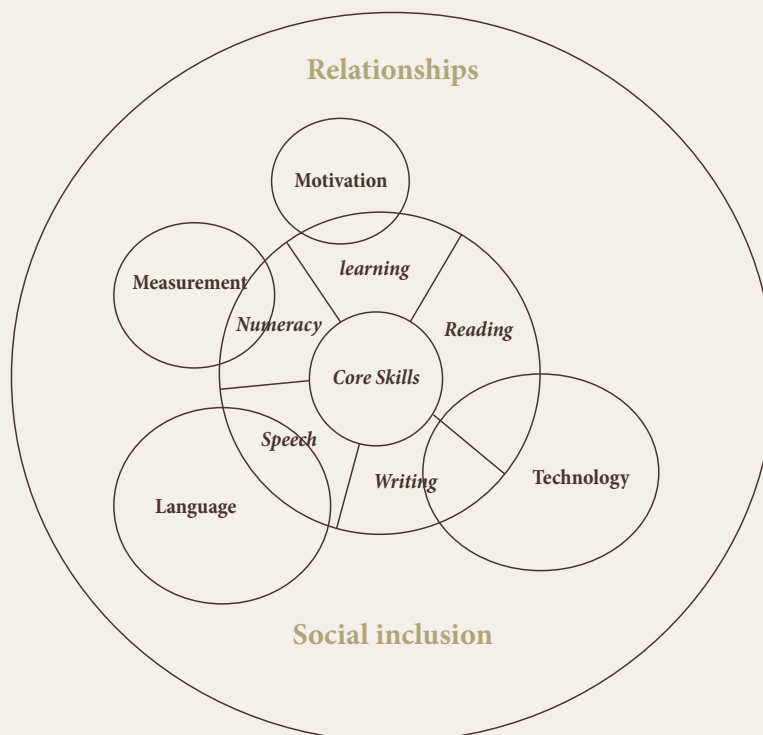 Relationships
Motivation
learning
Measurement
Numeracy
Reading
Core Skills
Speech
Writing
Technology
Language
Social inclusion